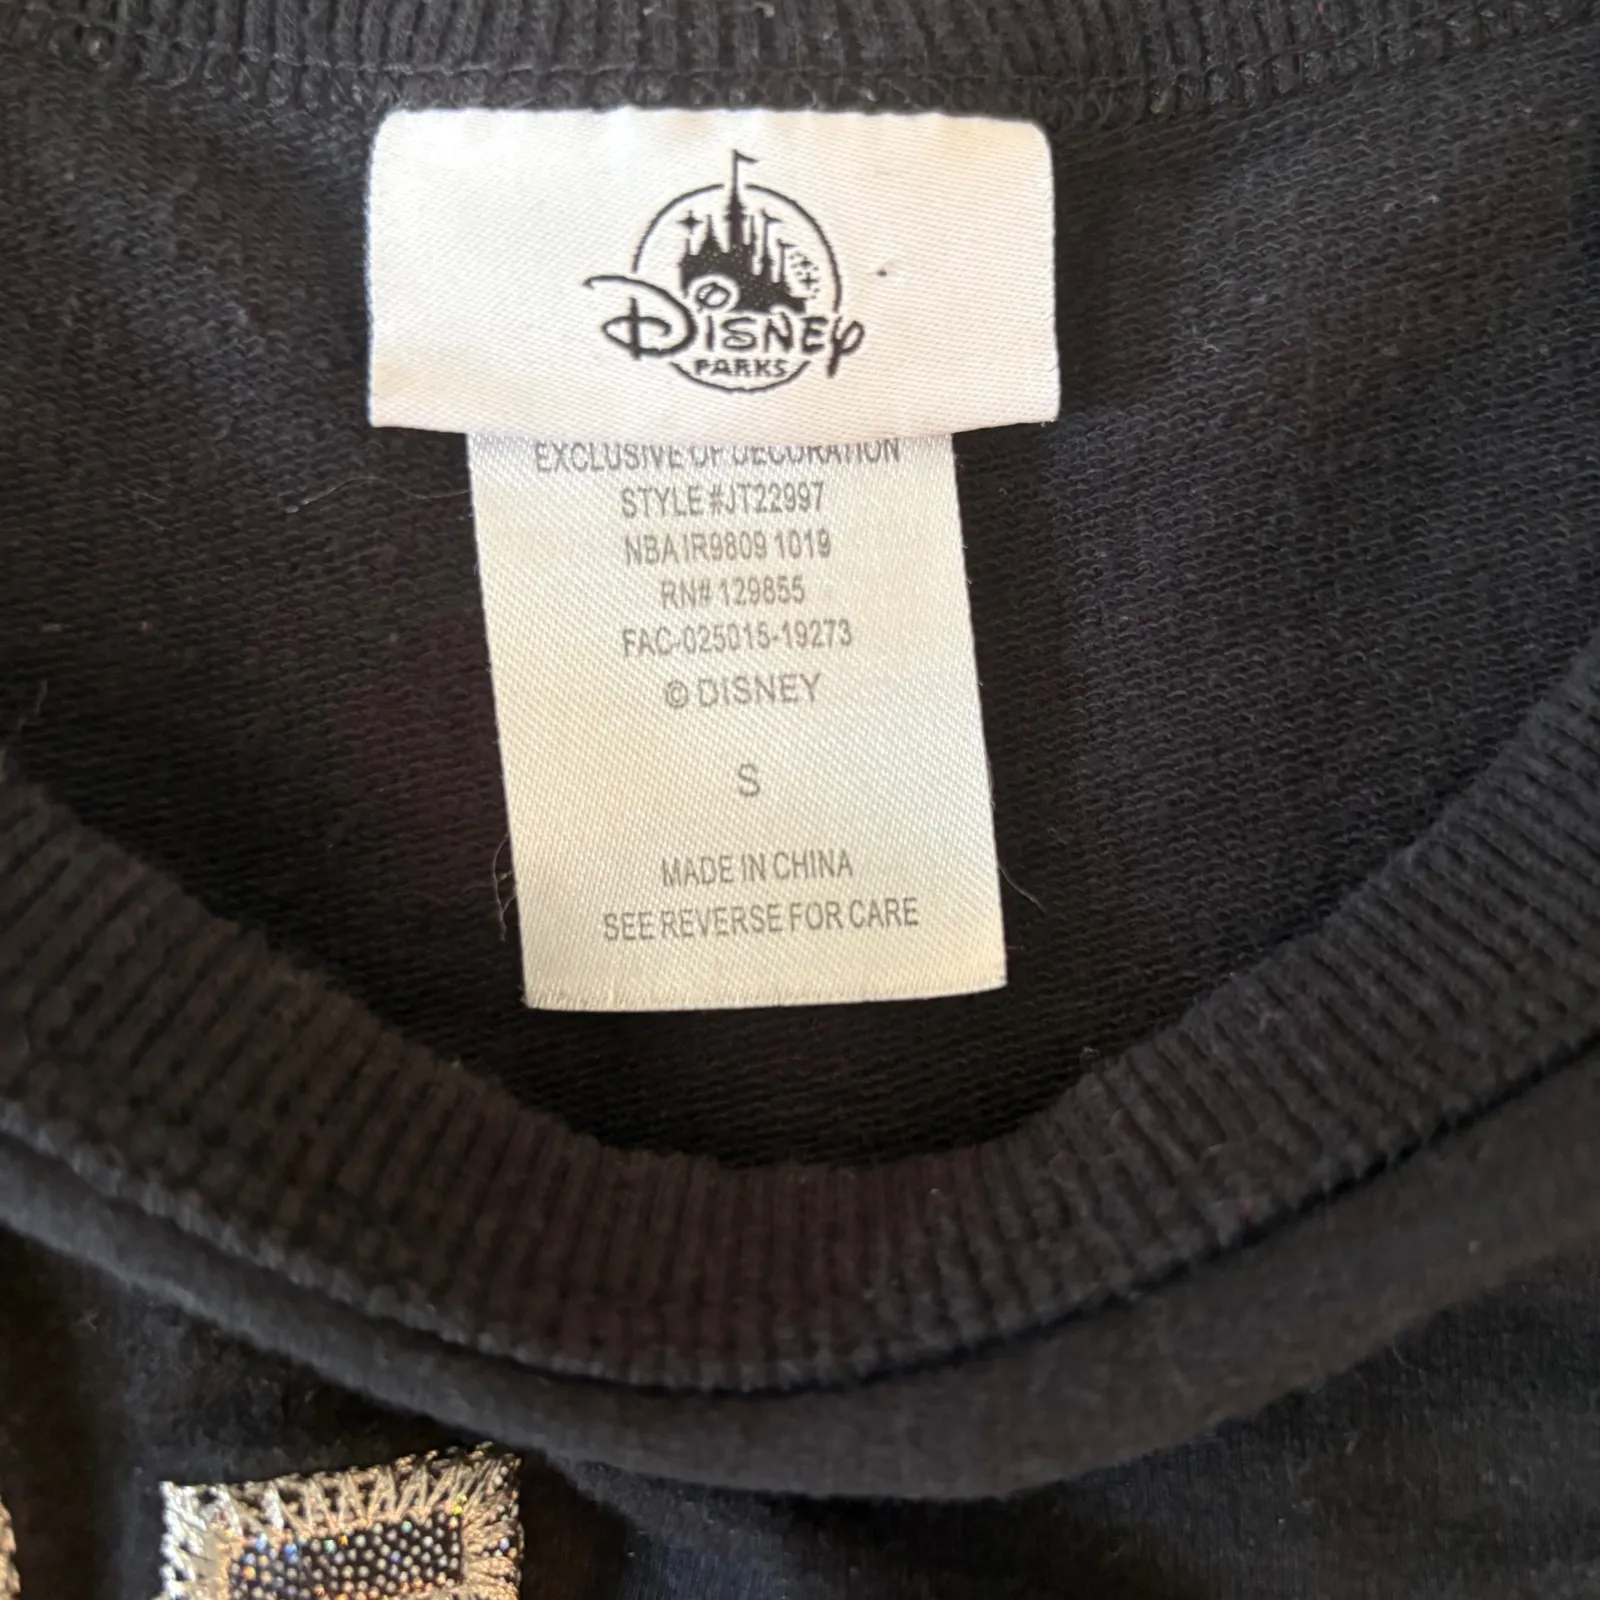 DISNEY
PARKS
EXCLUSIVE OF DECORATION
STYLE #JT22997
NBA IR9809 1019
RN# 129855
FAC-025015-19273
© DISNEY
S
MADE IN CHINA
SEE REVERSE FOR CARE